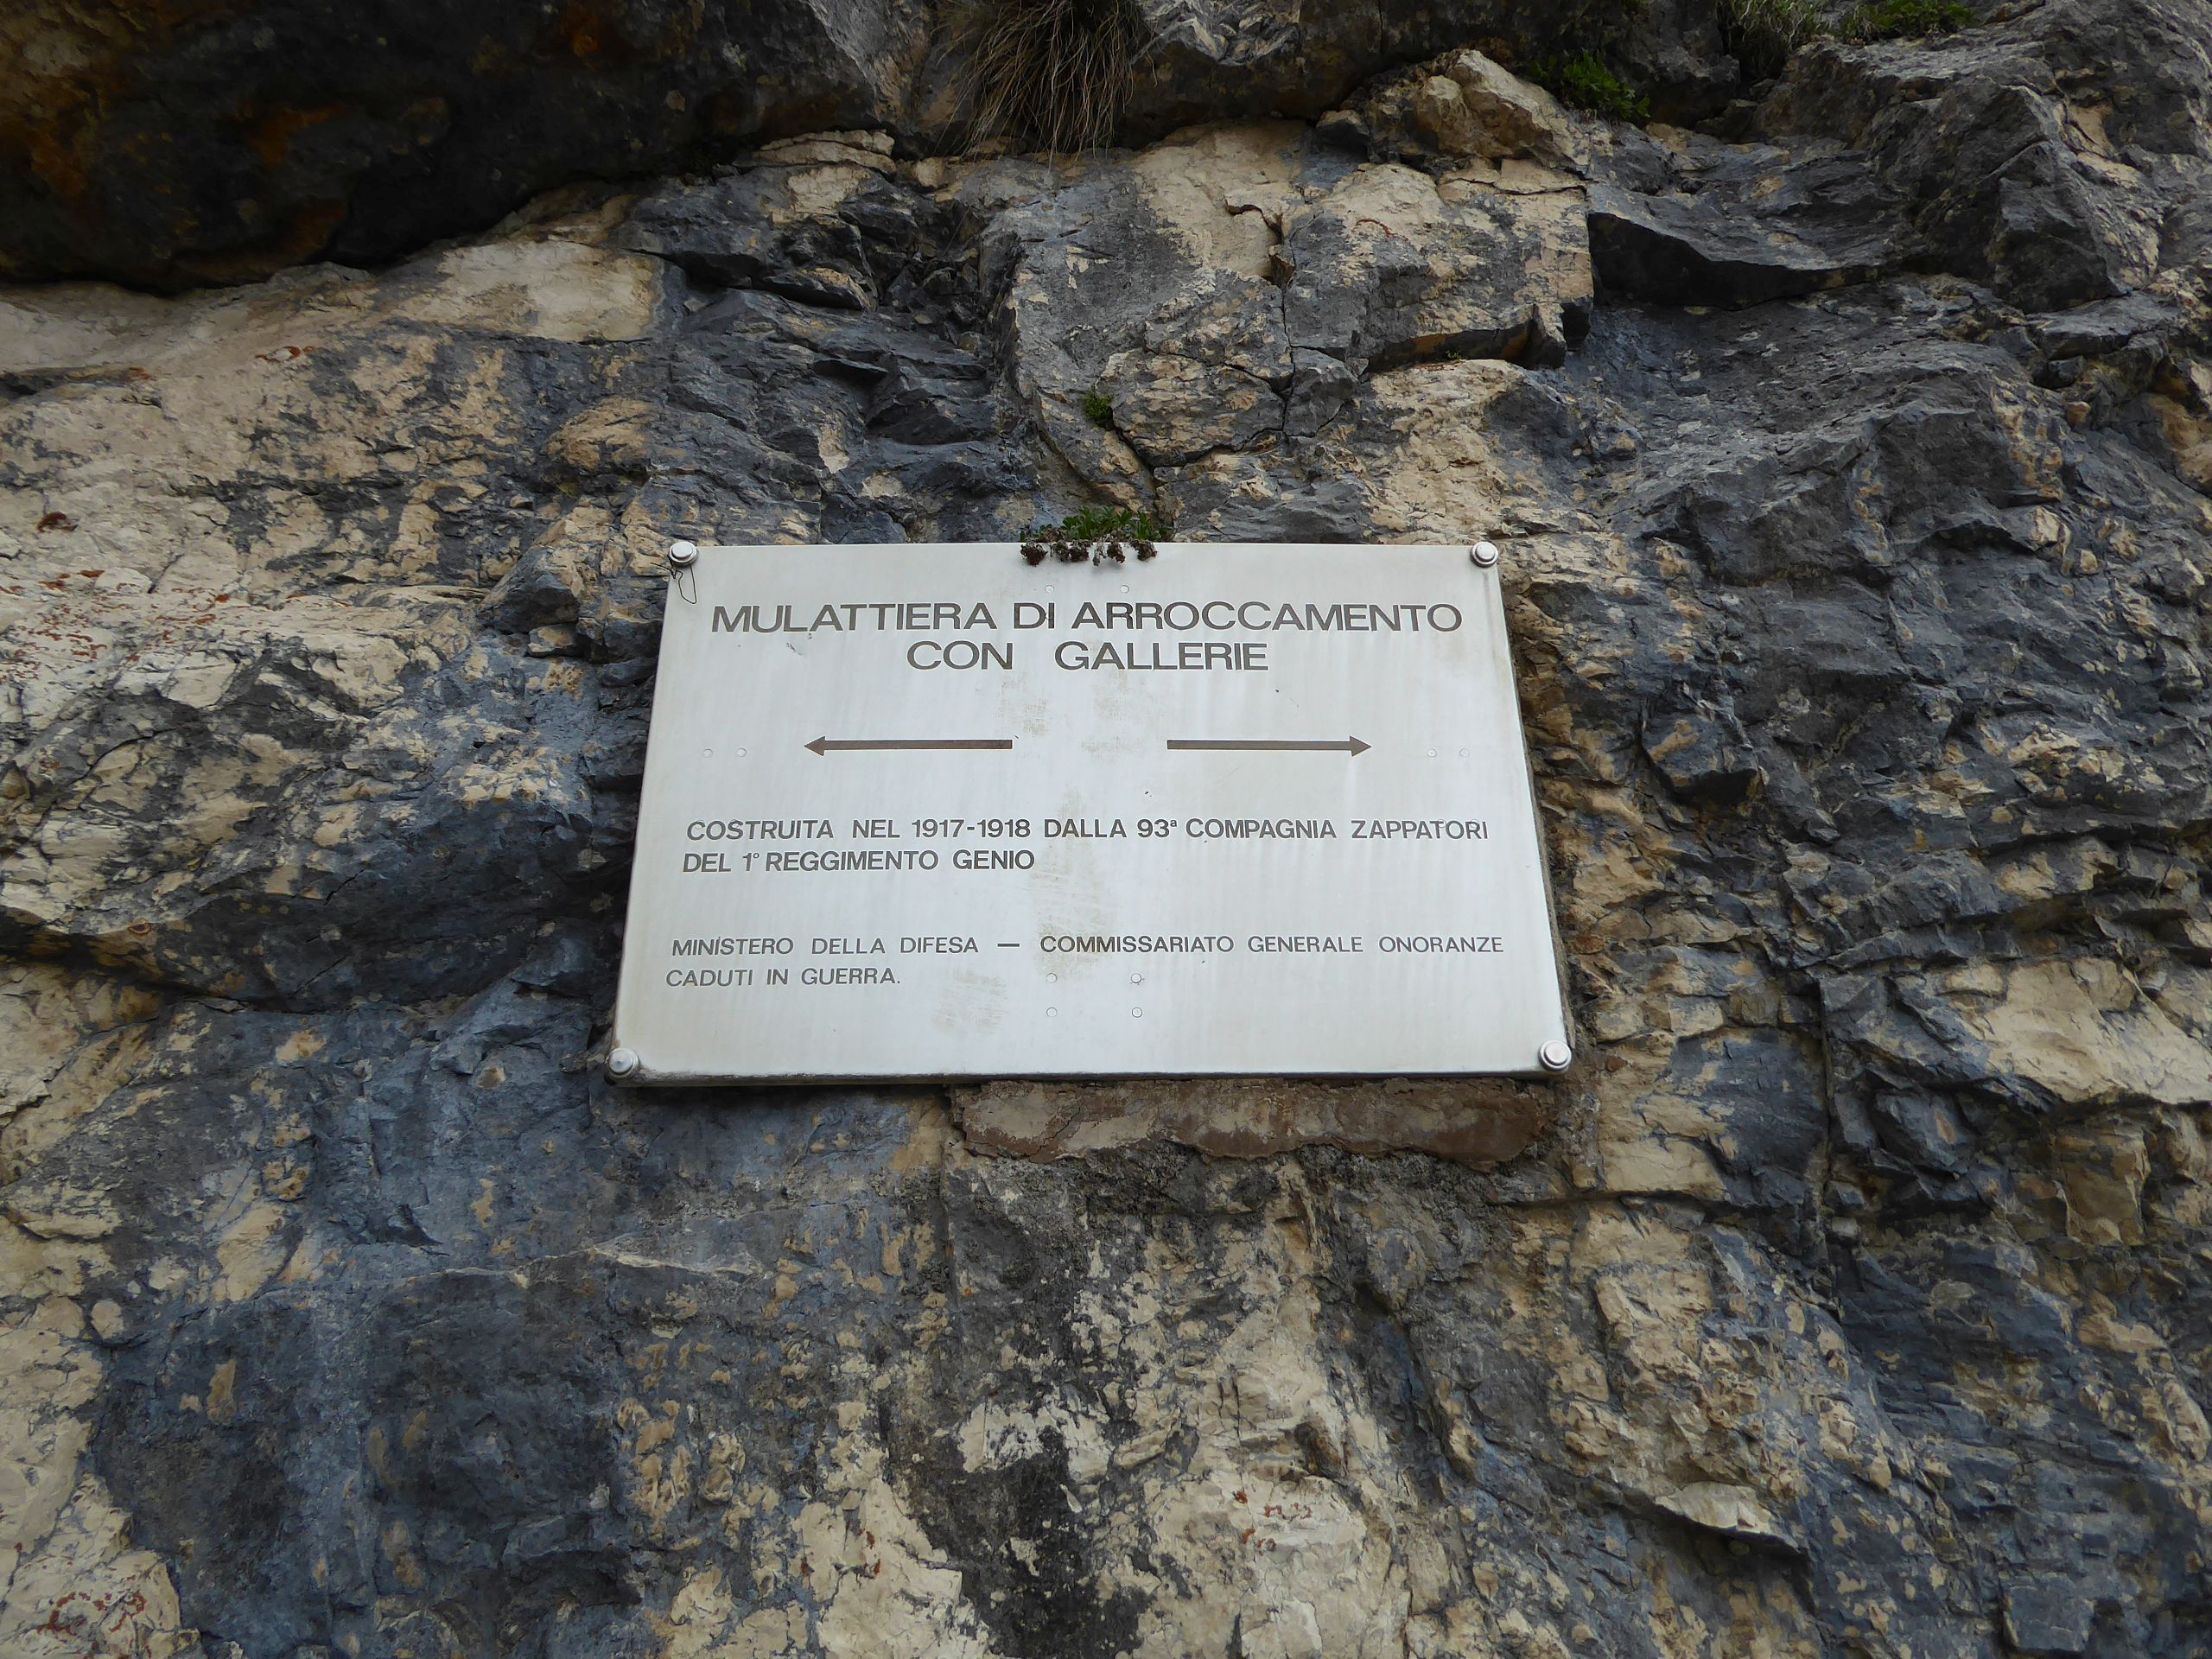 MULATTIERA DI ARROCCAMENTO
CON GALLERIE
COSTRUITA NEL 1917-1918 DALLA 93ª COMPAGNIA ZAPPATORI
DEL 1° REGGIMENTO GENIO
MINISTERO DELLA DIFESA — COMMISSARIATO GENERALE ONORANZE
CADUTI IN GUERRA.